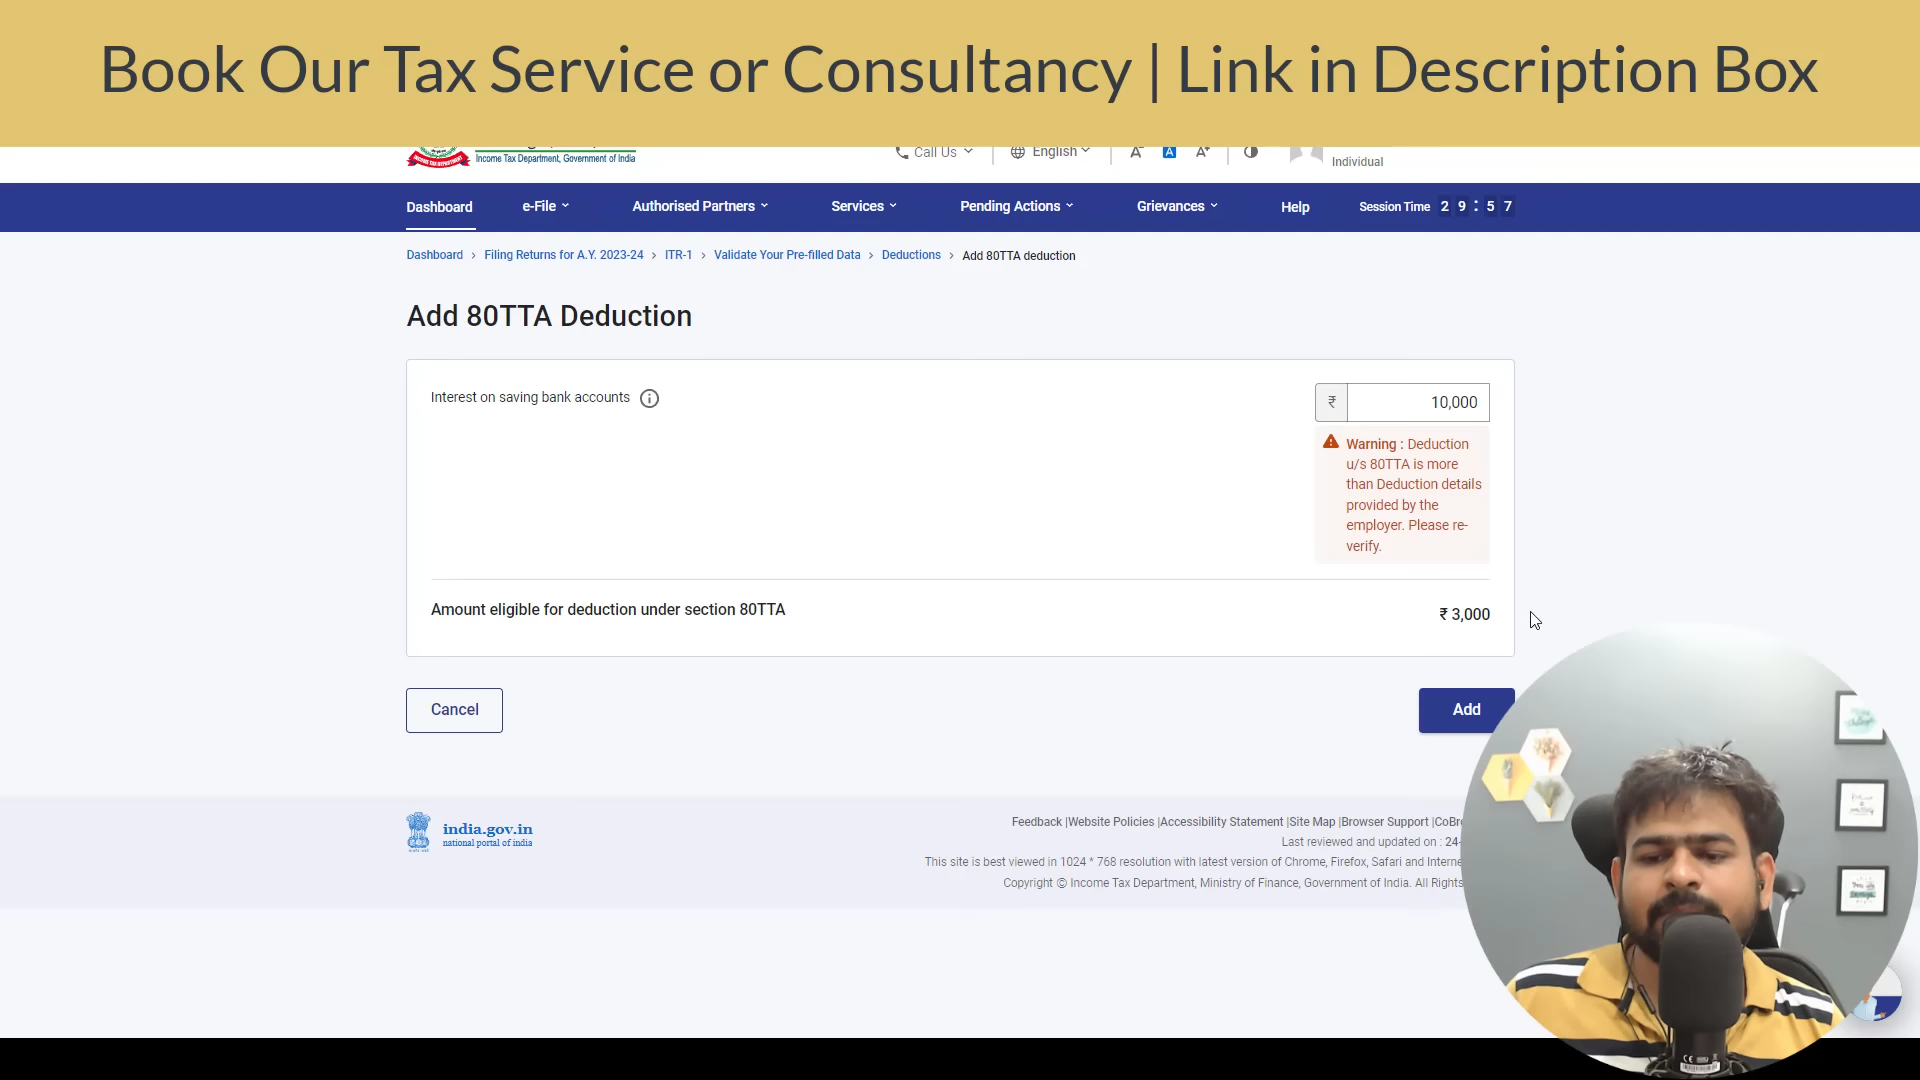 Book Our Tax Service or Consultancy | Link in Description Box
Income Tax Department, Government of India
Call Us
English
A
A
A+
Individual
Dashboard
e-File
Authorised Partners
Services
Pending Actions
Grievances
Help
Session Time 29:57
Dashboard > Filing Returns for A.Y. 2023-24 > ITR-1 > Validate Your Pre-filled Data > Deductions > Add 80TTA deduction
Add 80TTA Deduction
Interest on saving bank accounts
₹ 10,000
Warning : Deduction
u/s 80TTA is more
than Deduction details
provided by the
employer. Please re-
verify.
Amount eligible for deduction under section 80TTA
₹ 3,000
Cancel
Add
india.gov.in
national portal of india
Feedback |Website Policies |Accessibility Statement |Site Map |Browser Support |
Last reviewed and updated on : 24-
This site is best viewed in 1024 * 768 resolution with latest version of Chrome, Firefox, Safari and
Copyright © Income Tax Department, Ministry of Finance, Government of India. All Rights